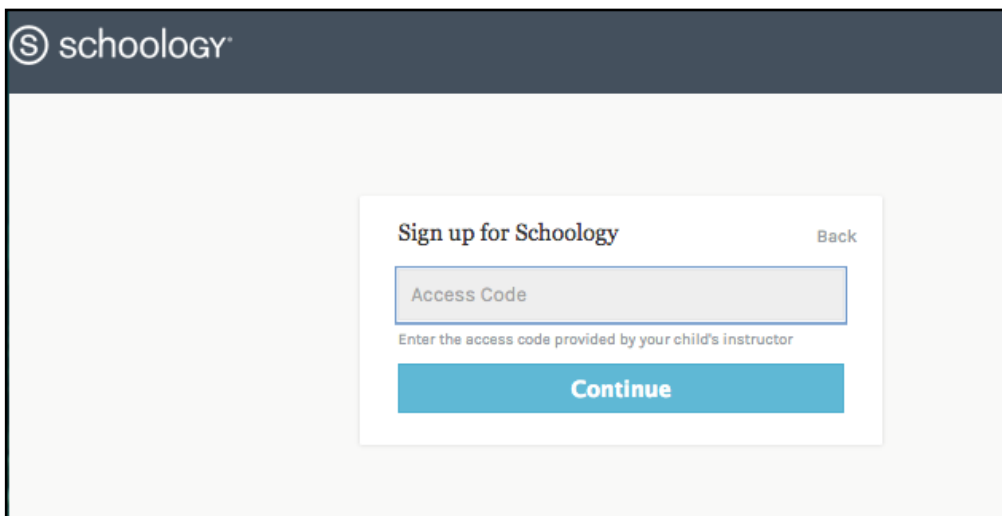 schoology
Sign up for Schoology
Back
Access Code
Enter the access code provided by your child's instructor
Continue